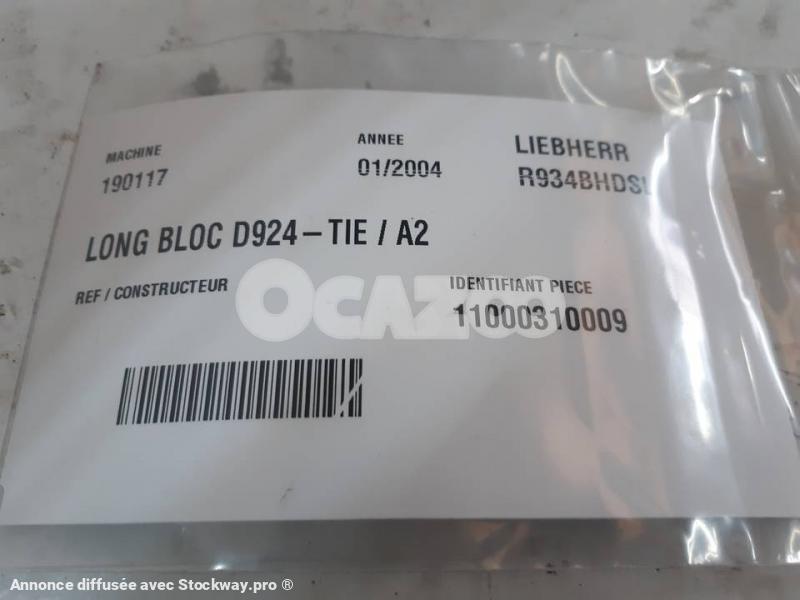 MACHINE
190117
ANNEE
01/2004
LIEBHERR
R934BHDSL
LONG BLOC D924-TIE / A2
REF / CONSTRUCTEUR
IDENTIFIANT PIECE
11000310009
OCAZOO
Annonce diffusée avec Stockway.pro ®